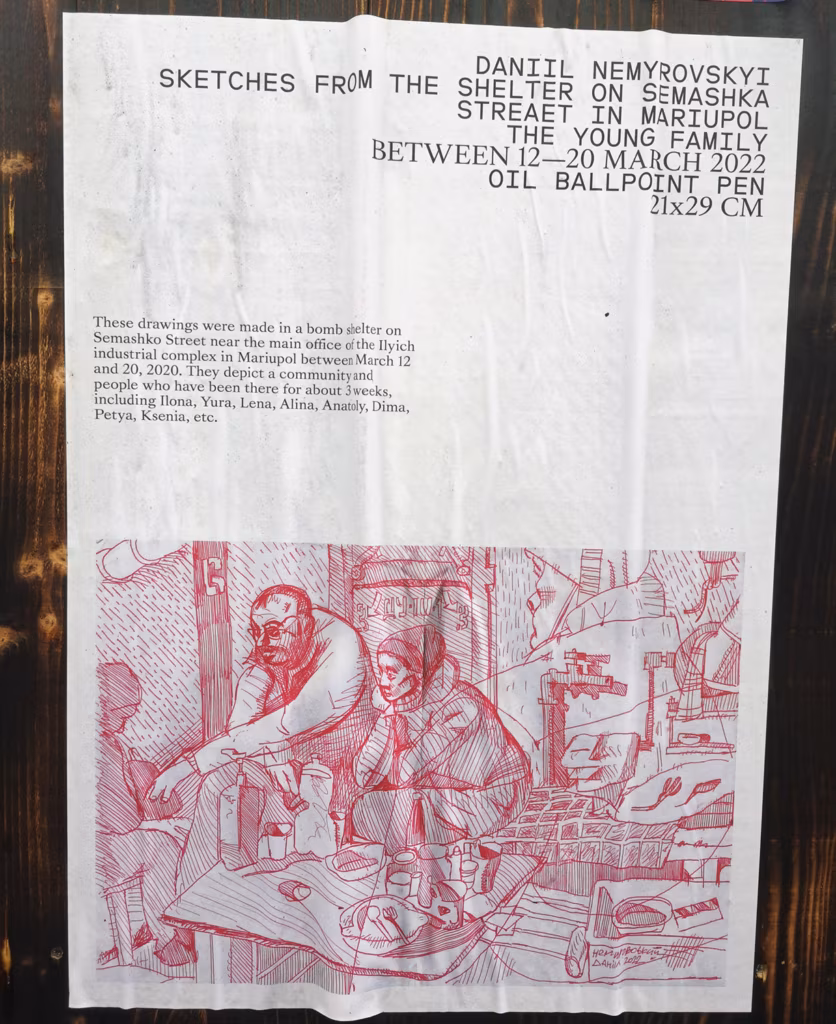 DANIIL NEMYROVSKYI
SKETCHES FROM THE SHELTER ON SEMASHKA
STREAET IN MARIUPOL
THE YOUNG FAMILY
BETWEEN 12—20 MARCH 2022
OIL BALLPOINT PEN
21x29 CM
These drawings were made in a bomb shelter on
Semashko Street near the main office of the Ilyich
industrial complex in Mariupol between March 12
and 20, 2020. They depict a community and
people who have been there for about 3 weeks,
including Ilona, Yura, Lena, Alina, Anatoly, Dima,
Petya, Ksenia, etc.
2022